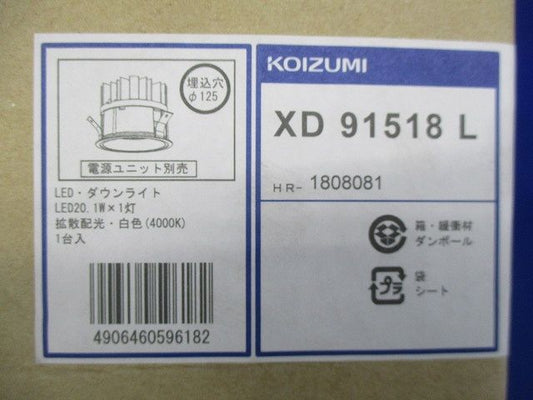 埋込穴
φ125
電源ユニット別売
LED・ダウンライト
LED20.1W×1灯
拡散配光・白色(4000K)
1台入
4906460596182
KOIZUMI
XD 91518 L
HR- 1808081
箱・緩衝材
ダンボール
プラ
袋
シート